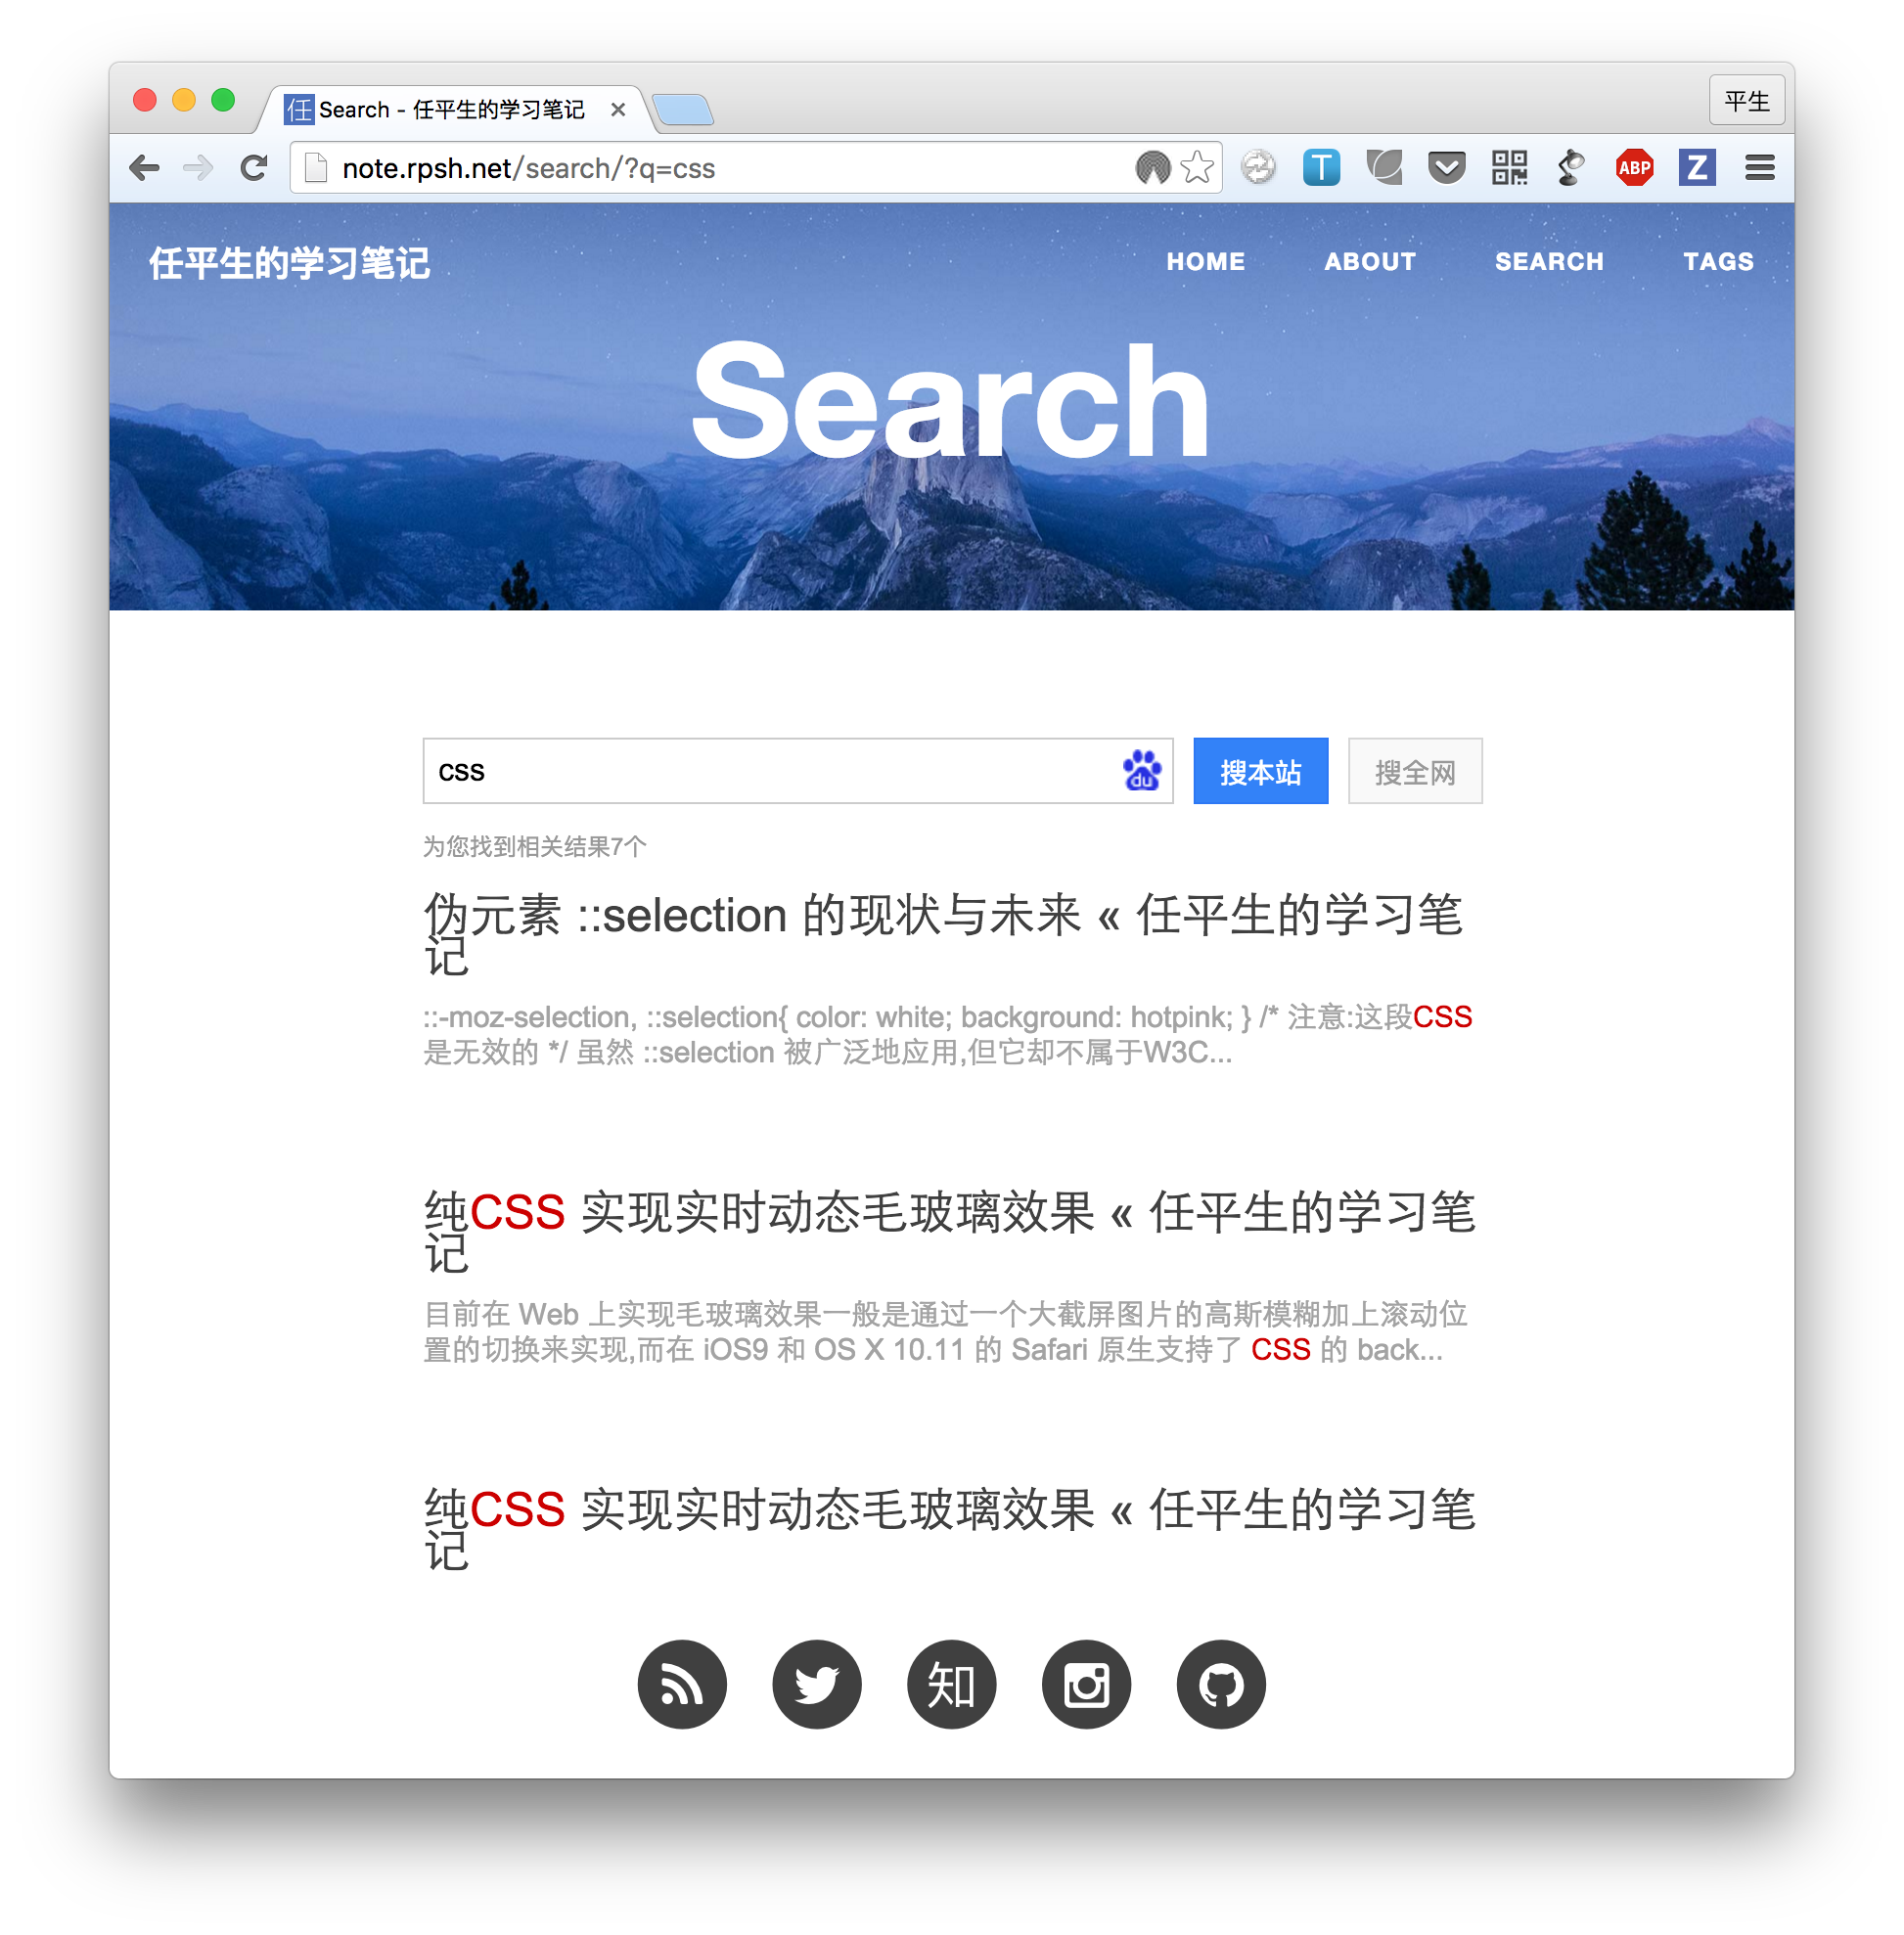 任 Search - 任平生的学习笔记
平生
note.rpsh.net/search/?q=css
T
ABP
Z
任平生的学习笔记
HOME
ABOUT
SEARCH
TAGS
Search
css
du
搜本站
搜全网
为您找到相关结果7个
伪元素 ::selection 的现状与未来 « 任平生的学习笔
记
::-moz-selection, ::selection{ color: white; background: hotpink; } /* 注意:这段CSS
是无效的 */ 虽然 ::selection 被广泛地应用,但它却不属于W3C...
纯CSS 实现实时动态毛玻璃效果 « 任平生的学习笔
记
目前在 Web 上实现毛玻璃效果一般是通过一个大截屏图片的高斯模糊加上滚动位
置的切换来实现,而在 iOS9 和 OS X 10.11 的 Safari 原生支持了 CSS 的 back...
纯CSS 实现实时动态毛玻璃效果 « 任平生的学习笔
记
知